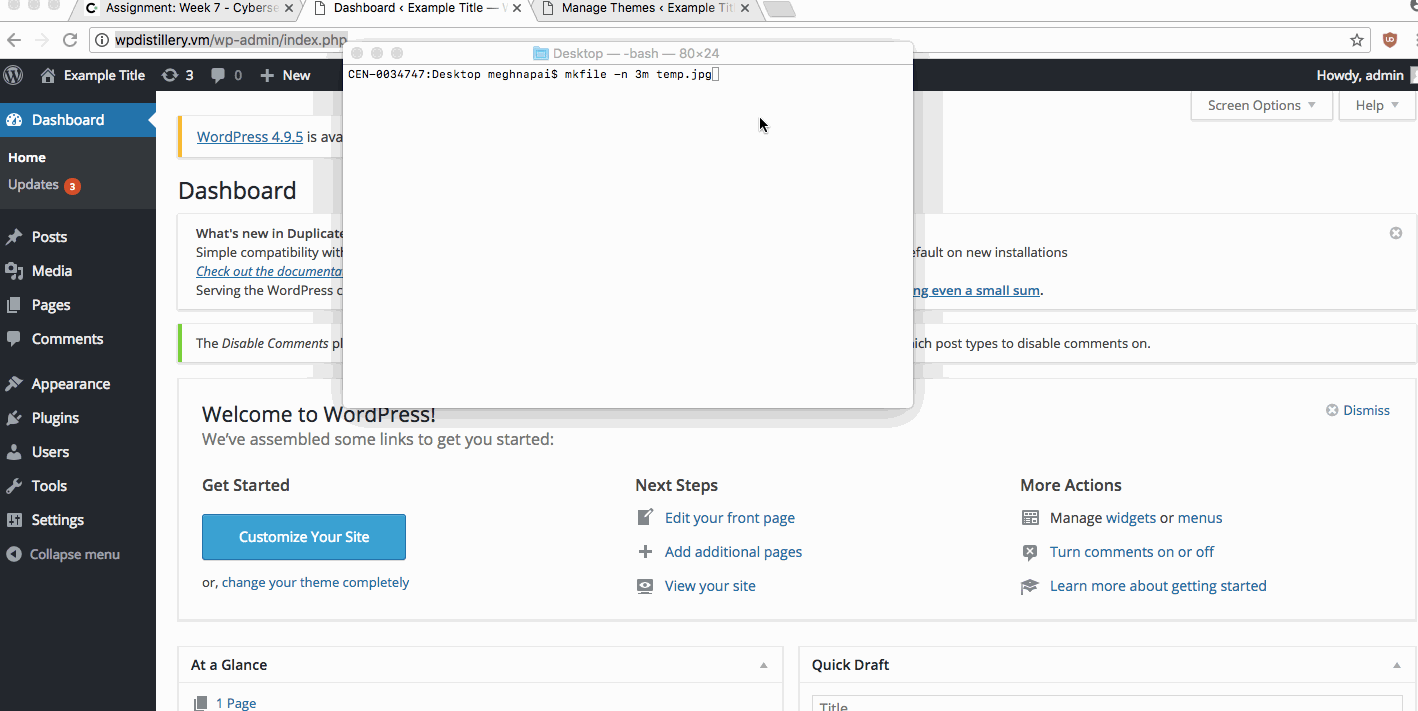 Assignment: Week 7 - Cyberse
Dashboard ‹ Example Title —
Manage Themes ‹ Example Tit
wpdistillery.vm/wp-admin/index.php
Desktop — -bash — 80×24
CEN-0034747:Desktop meghnapai$ mkfile -n 3m temp.jpg
Example Title
3
0
New
Howdy, admin
Dashboard
Home
Updates 3
Posts
Media
Pages
Comments
Appearance
Plugins
Users
Tools
Settings
Collapse menu
Screen Options
Help
WordPress 4.9.5 is ava
Dashboard
What's new in Duplicate
Simple compatibility with
efault on new installations
Check out the documenta
Serving the WordPress c
ng even a small sum.
The Disable Comments pl
ich post types to disable comments on.
Welcome to WordPress!
Dismiss
We've assembled some links to get you started:
Get Started
Customize Your Site
or, change your theme completely
Next Steps
Edit your front page
Add additional pages
View your site
More Actions
Manage widgets or menus
Turn comments on or off
Learn more about getting started
At a Glance
1 Page
Quick Draft
Title